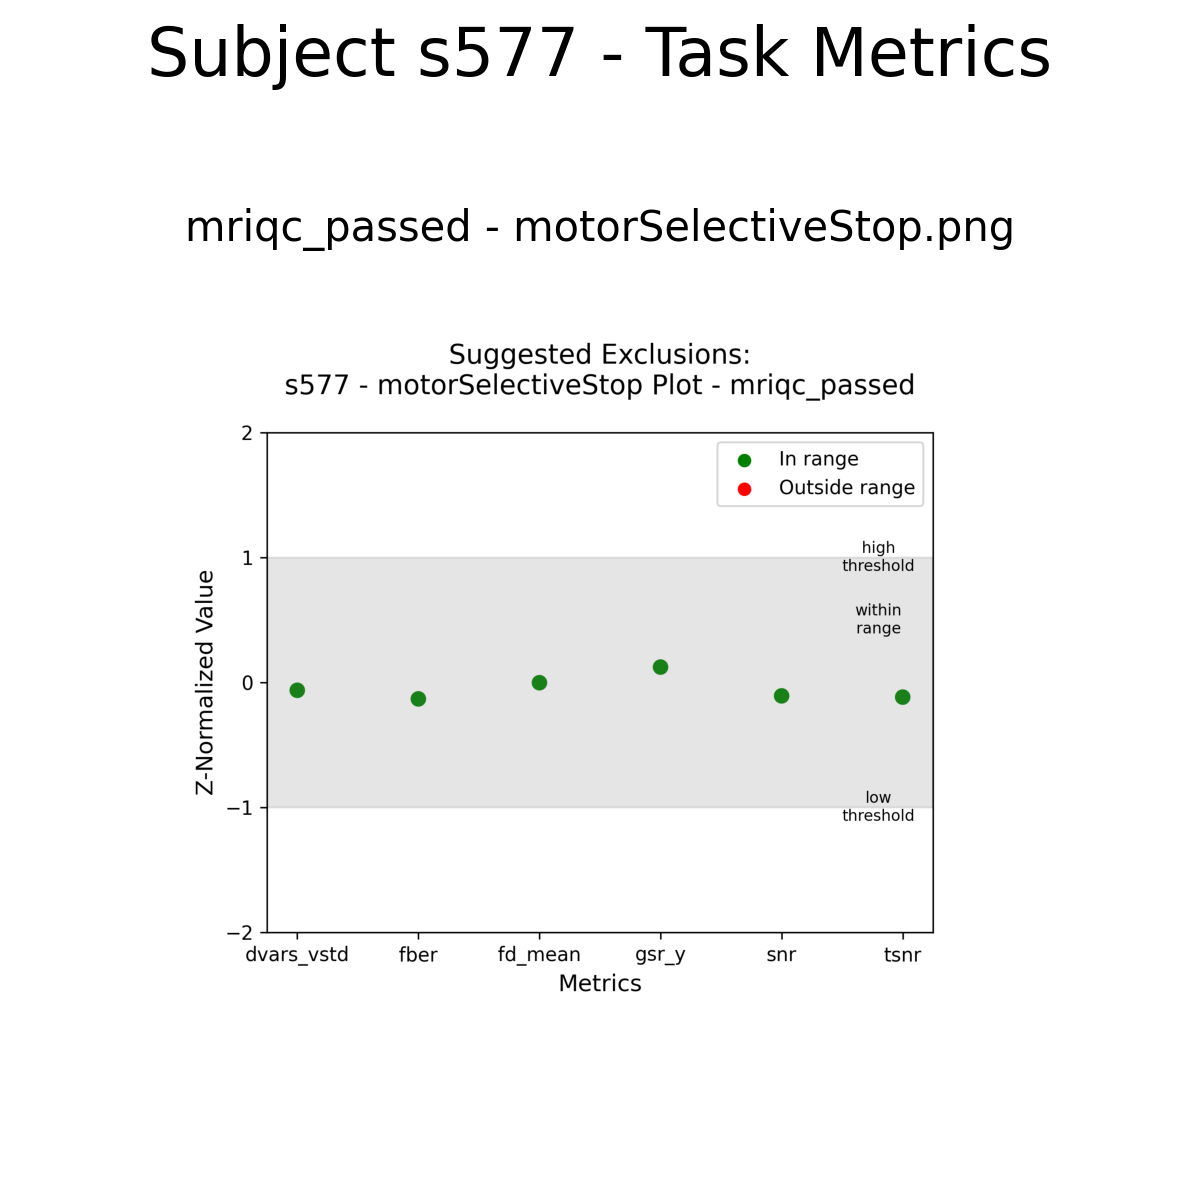 Subject s577 - Task Metrics
mriqc_passed - motorSelectiveStop.png
Suggested Exclusions:
s577 - motorSelectiveStop Plot - mriqc_passed
In range
Outside range
high
threshold
within
range
low
threshold
Z-Normalized Value
2
1
0
−1
−2
dvars_vstd
fber
fd_mean
gsr_y
snr
tsnr
Metrics